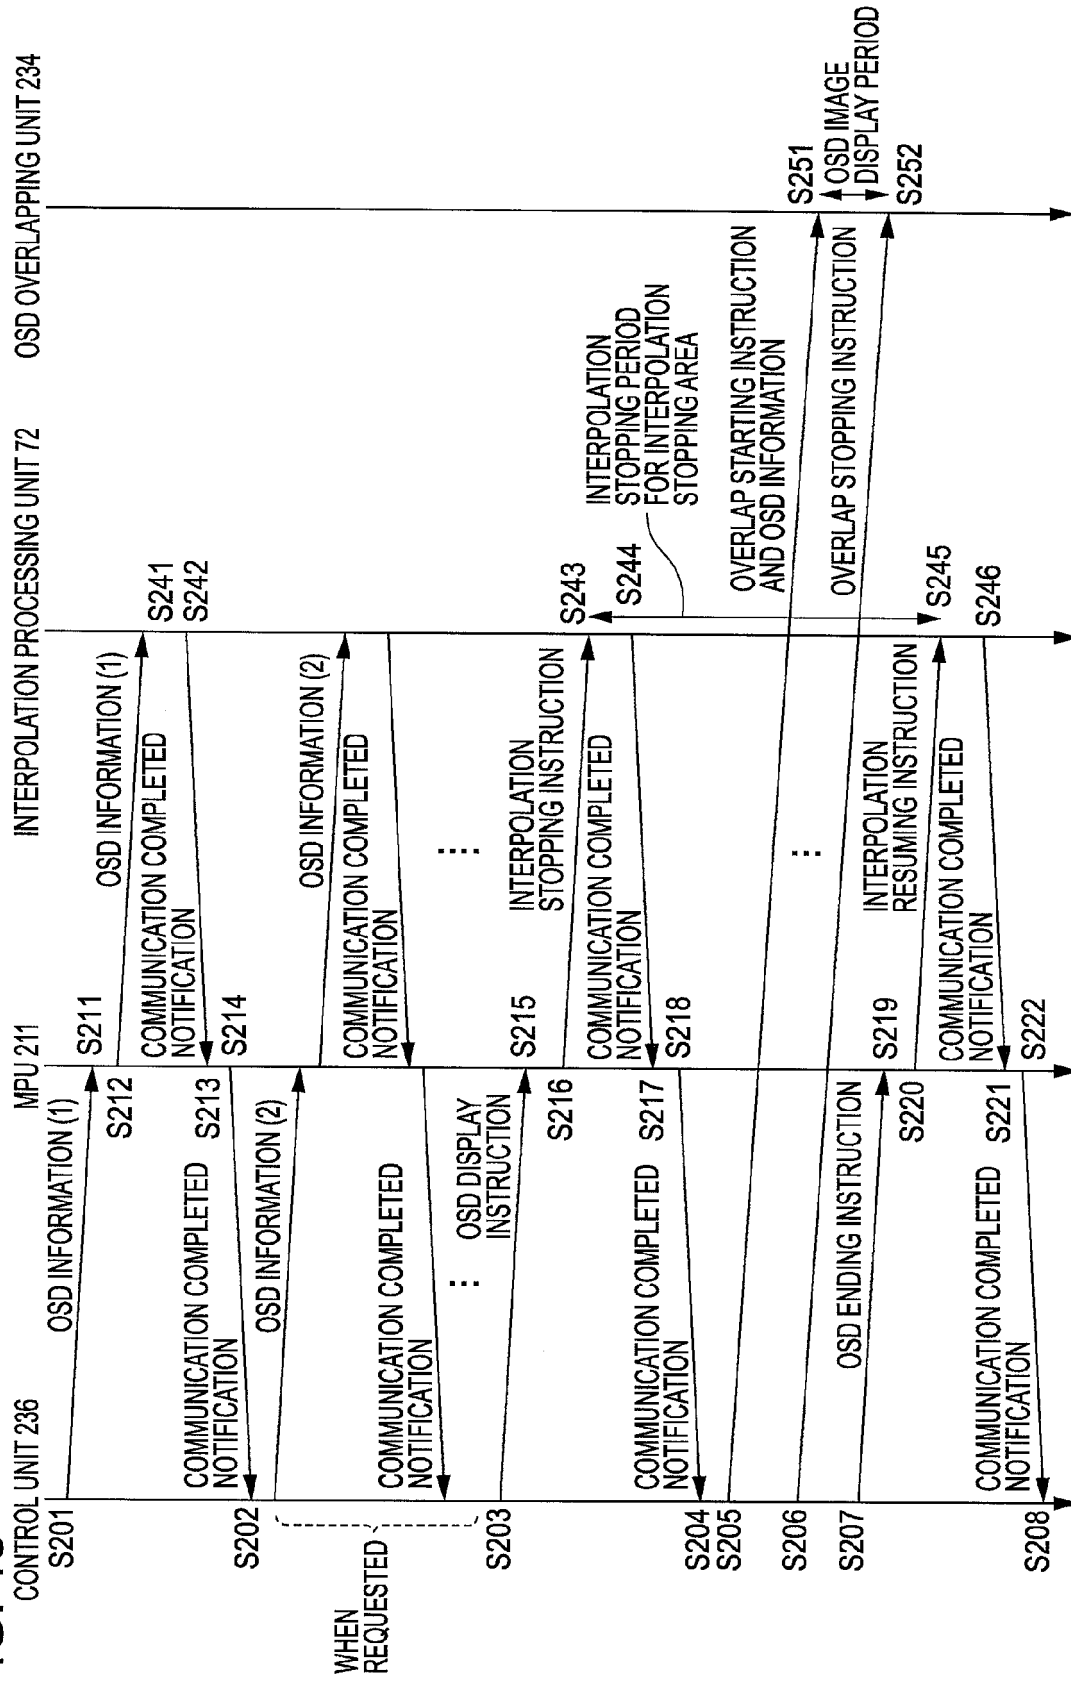 CONTROL UNIT 236
MPU 211
INTERPOLATION PROCESSING UNIT 72
OSD OVERLAPPING UNIT 234
S201
OSD INFORMATION (1)
S211
S212
OSD INFORMATION (1)
S241
S242
COMMUNICATION COMPLETED
NOTIFICATION
S213
S214
COMMUNICATION COMPLETED
NOTIFICATION
S202
OSD INFORMATION (2)
OSD INFORMATION (2)
COMMUNICATION COMPLETED
NOTIFICATION
COMMUNICATION COMPLETED
NOTIFICATION
WHEN
REQUESTED
S203
OSD DISPLAY
INSTRUCTION
S215
S216
INTERPOLATION
STOPPING INSTRUCTION
S243
S244
INTERPOLATION
STOPPING PERIOD
FOR INTERPOLATION
STOPPING AREA
COMMUNICATION COMPLETED
NOTIFICATION
S217
S218
COMMUNICATION COMPLETED
NOTIFICATION
S204
S205
OVERLAP STARTING INSTRUCTION
AND OSD INFORMATION
S251
OSD IMAGE
DISPLAY PERIOD
S206
OVERLAP STOPPING INSTRUCTION
S252
S207
OSD ENDING INSTRUCTION
S219
S220
INTERPOLATION
RESUMING INSTRUCTION
S245
S246
COMMUNICATION COMPLETED
NOTIFICATION
S221
S222
COMMUNICATION COMPLETED
NOTIFICATION
S208